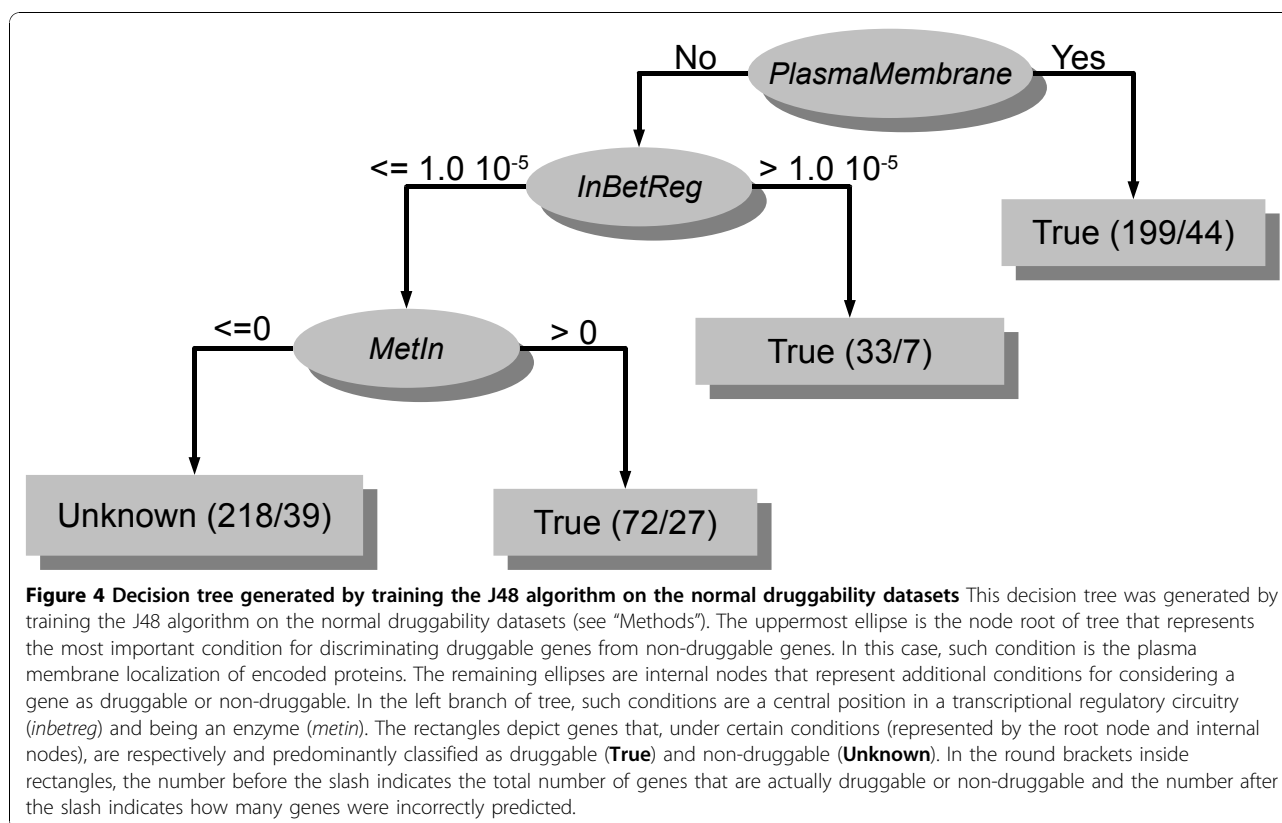 No
PlasmaMembrane
Yes
<= 1.0 10-5
InBetReg
> 1.0 10-5
True (199/44)
<=0
MetIn
> 0
True (33/7)
Unknown (218/39)
True (72/27)
Figure 4 Decision tree generated by training the J48 algorithm on the normal druggability datasets This decision tree was generated by
training the J48 algorithm on the normal druggability datasets (see "Methods"). The uppermost ellipse is the node root of tree that represents
the most important condition for discriminating druggable genes from non-druggable genes. In this case, such condition is the plasma
membrane localization of encoded proteins. The remaining ellipses are internal nodes that represent additional conditions for considering a
gene as druggable or non-druggable. In the left branch of tree, such conditions are a central position in a transcriptional regulatory circuitry
(inbetreg) and being an enzyme (metin). The rectangles depict genes that, under certain conditions (represented by the root node and internal
nodes), are respectively and predominantly classified as druggable (True) and non-druggable (Unknown). In the round brackets inside
rectangles, the number before the slash indicates the total number of genes that are actually druggable or non-druggable and the number after
the slash indicates how many genes were incorrectly predicted.